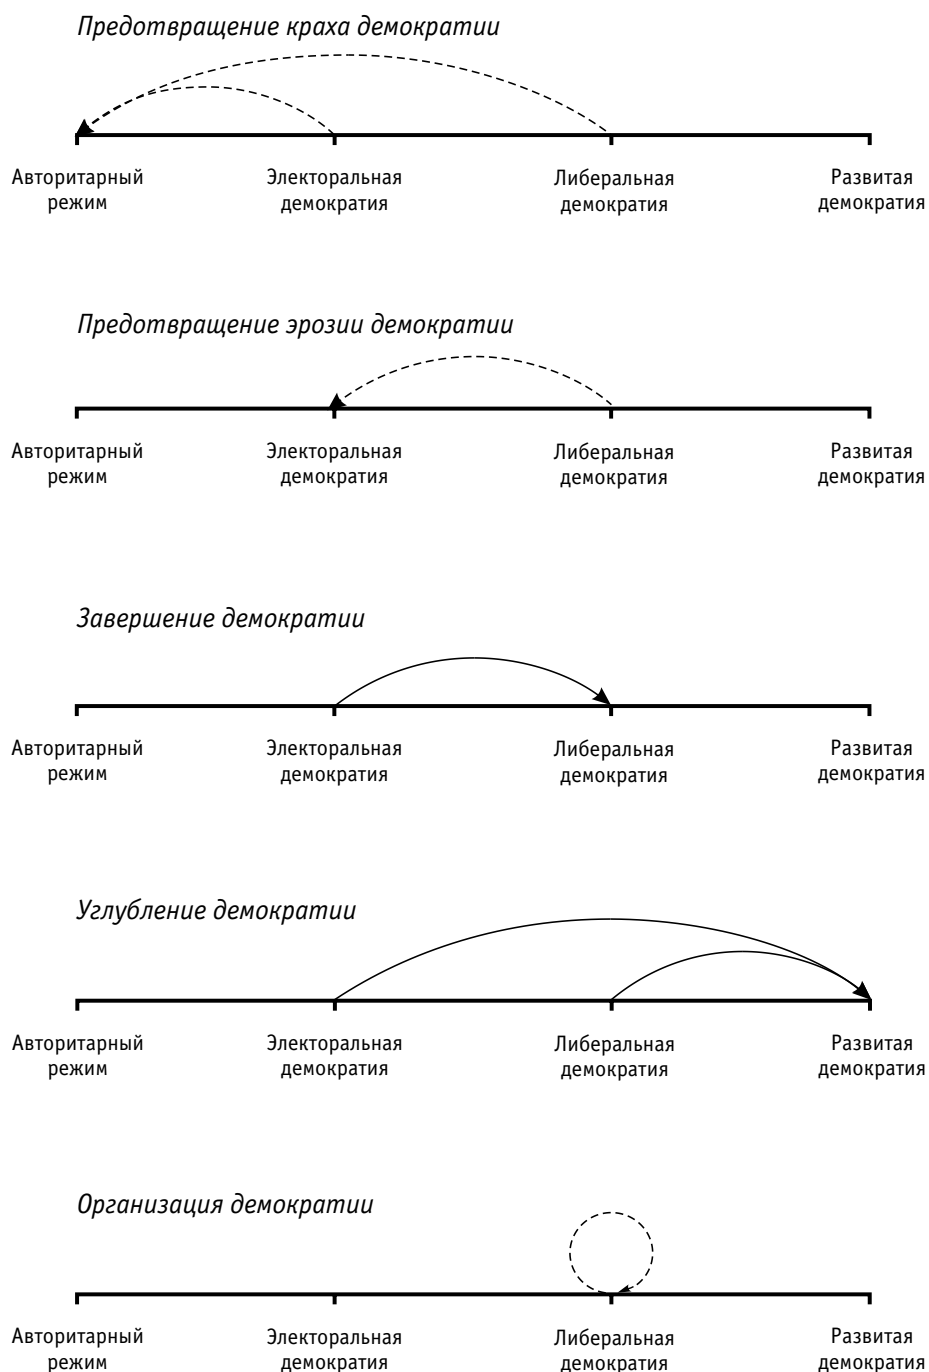 Предотвращение краха демократии
Авторитарный режим
Электоральная демократия
Либеральная демократия
Развитая демократия
Предотвращение эрозии демократии
Авторитарный режим
Электоральная демократия
Либеральная демократия
Развитая демократия
Завершение демократии
Авторитарный режим
Электоральная демократия
Либеральная демократия
Развитая демократия
Углубление демократии
Авторитарный режим
Электоральная демократия
Либеральная демократия
Развитая демократия
Организация демократии
Авторитарный режим
Электоральная демократия
Либеральная демократия
Развитая демократия